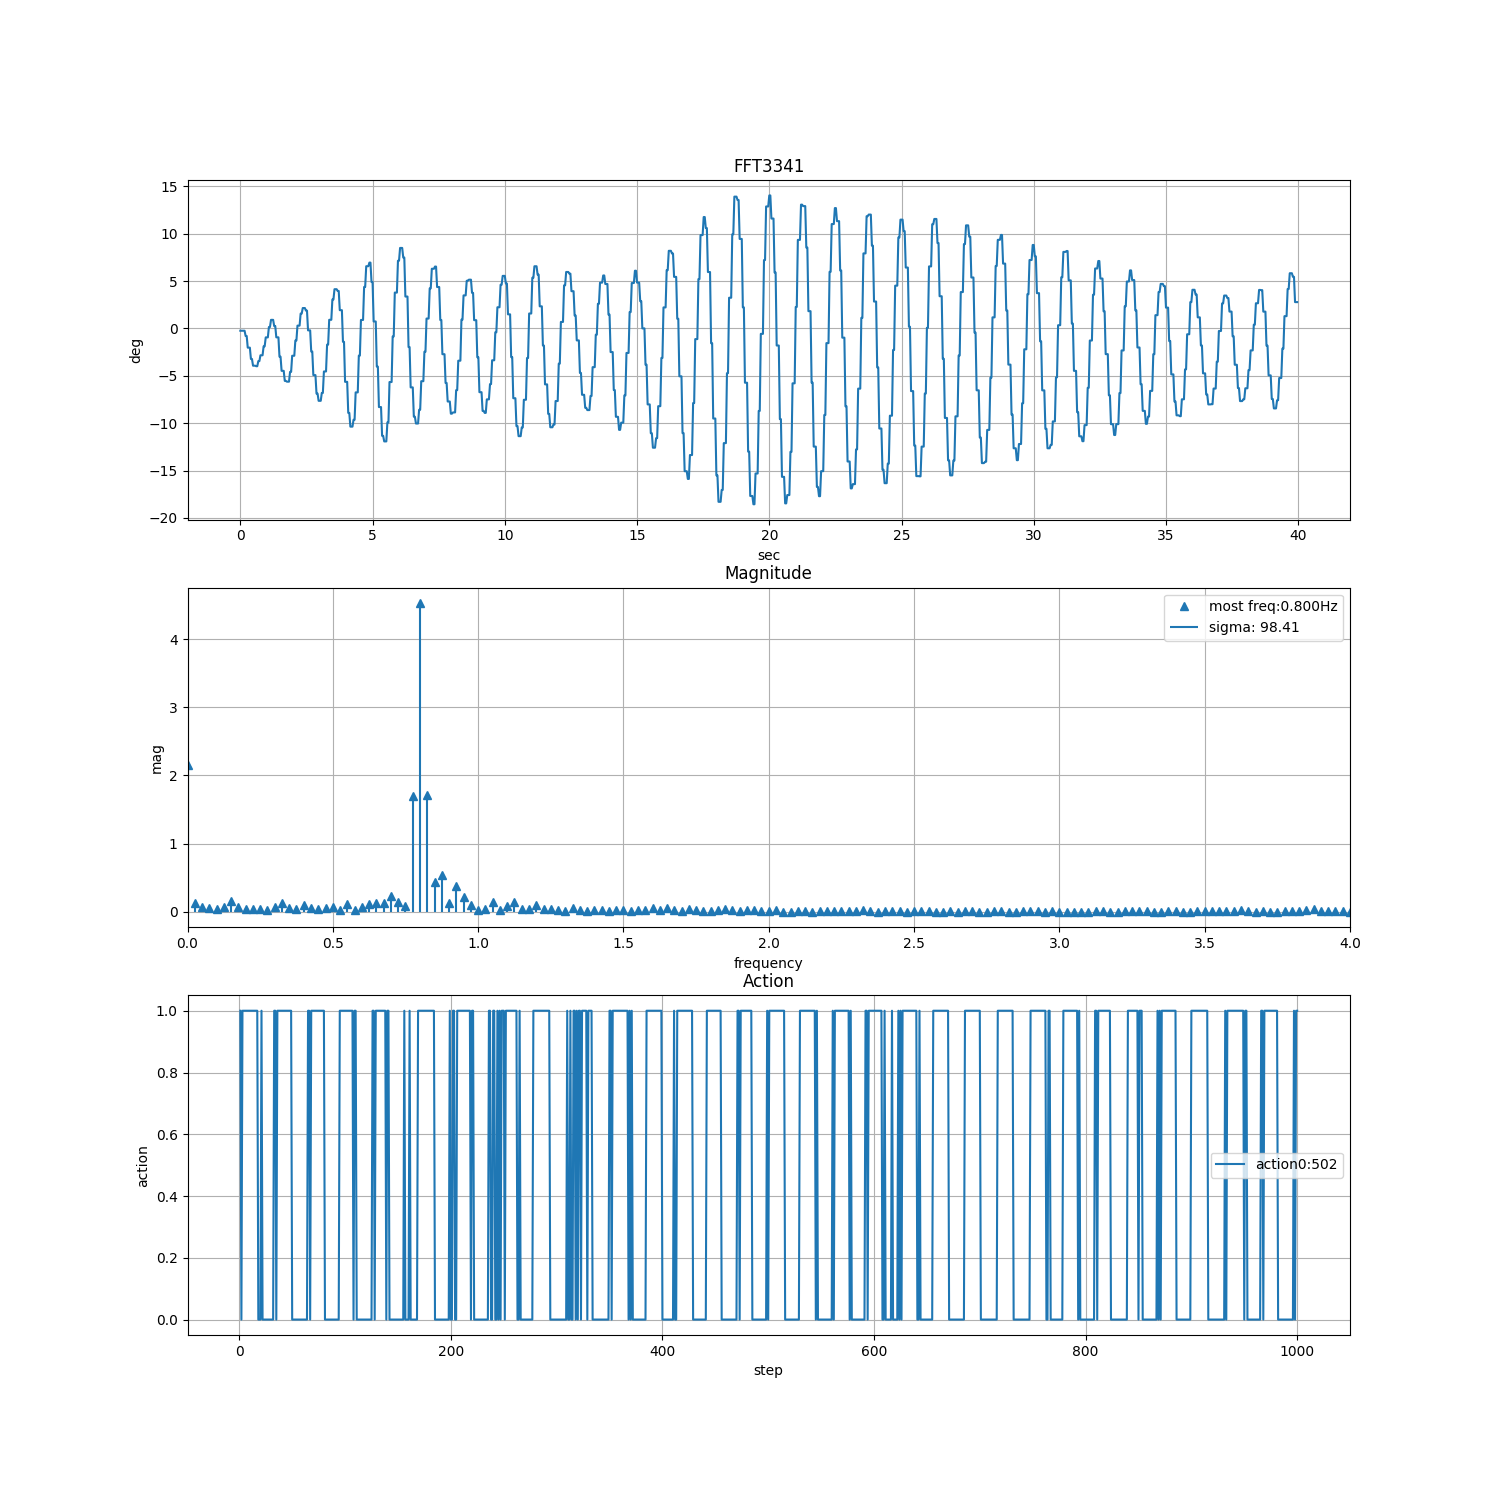 FFT3341
15
10
5
0
−5
−10
−15
−20
deg
0 5 10 15 20 25 30 35 40
sec
Magnitude
most freq:0.800Hz
sigma: 98.41
4
3
2
1
0
mag
0.0 0.5 1.0 1.5 2.0 2.5 3.0 3.5 4.0
frequency
Action
1.0
0.8
0.6
0.4
0.2
0.0
action
action0:502
0 200 400 600 800 1000
step